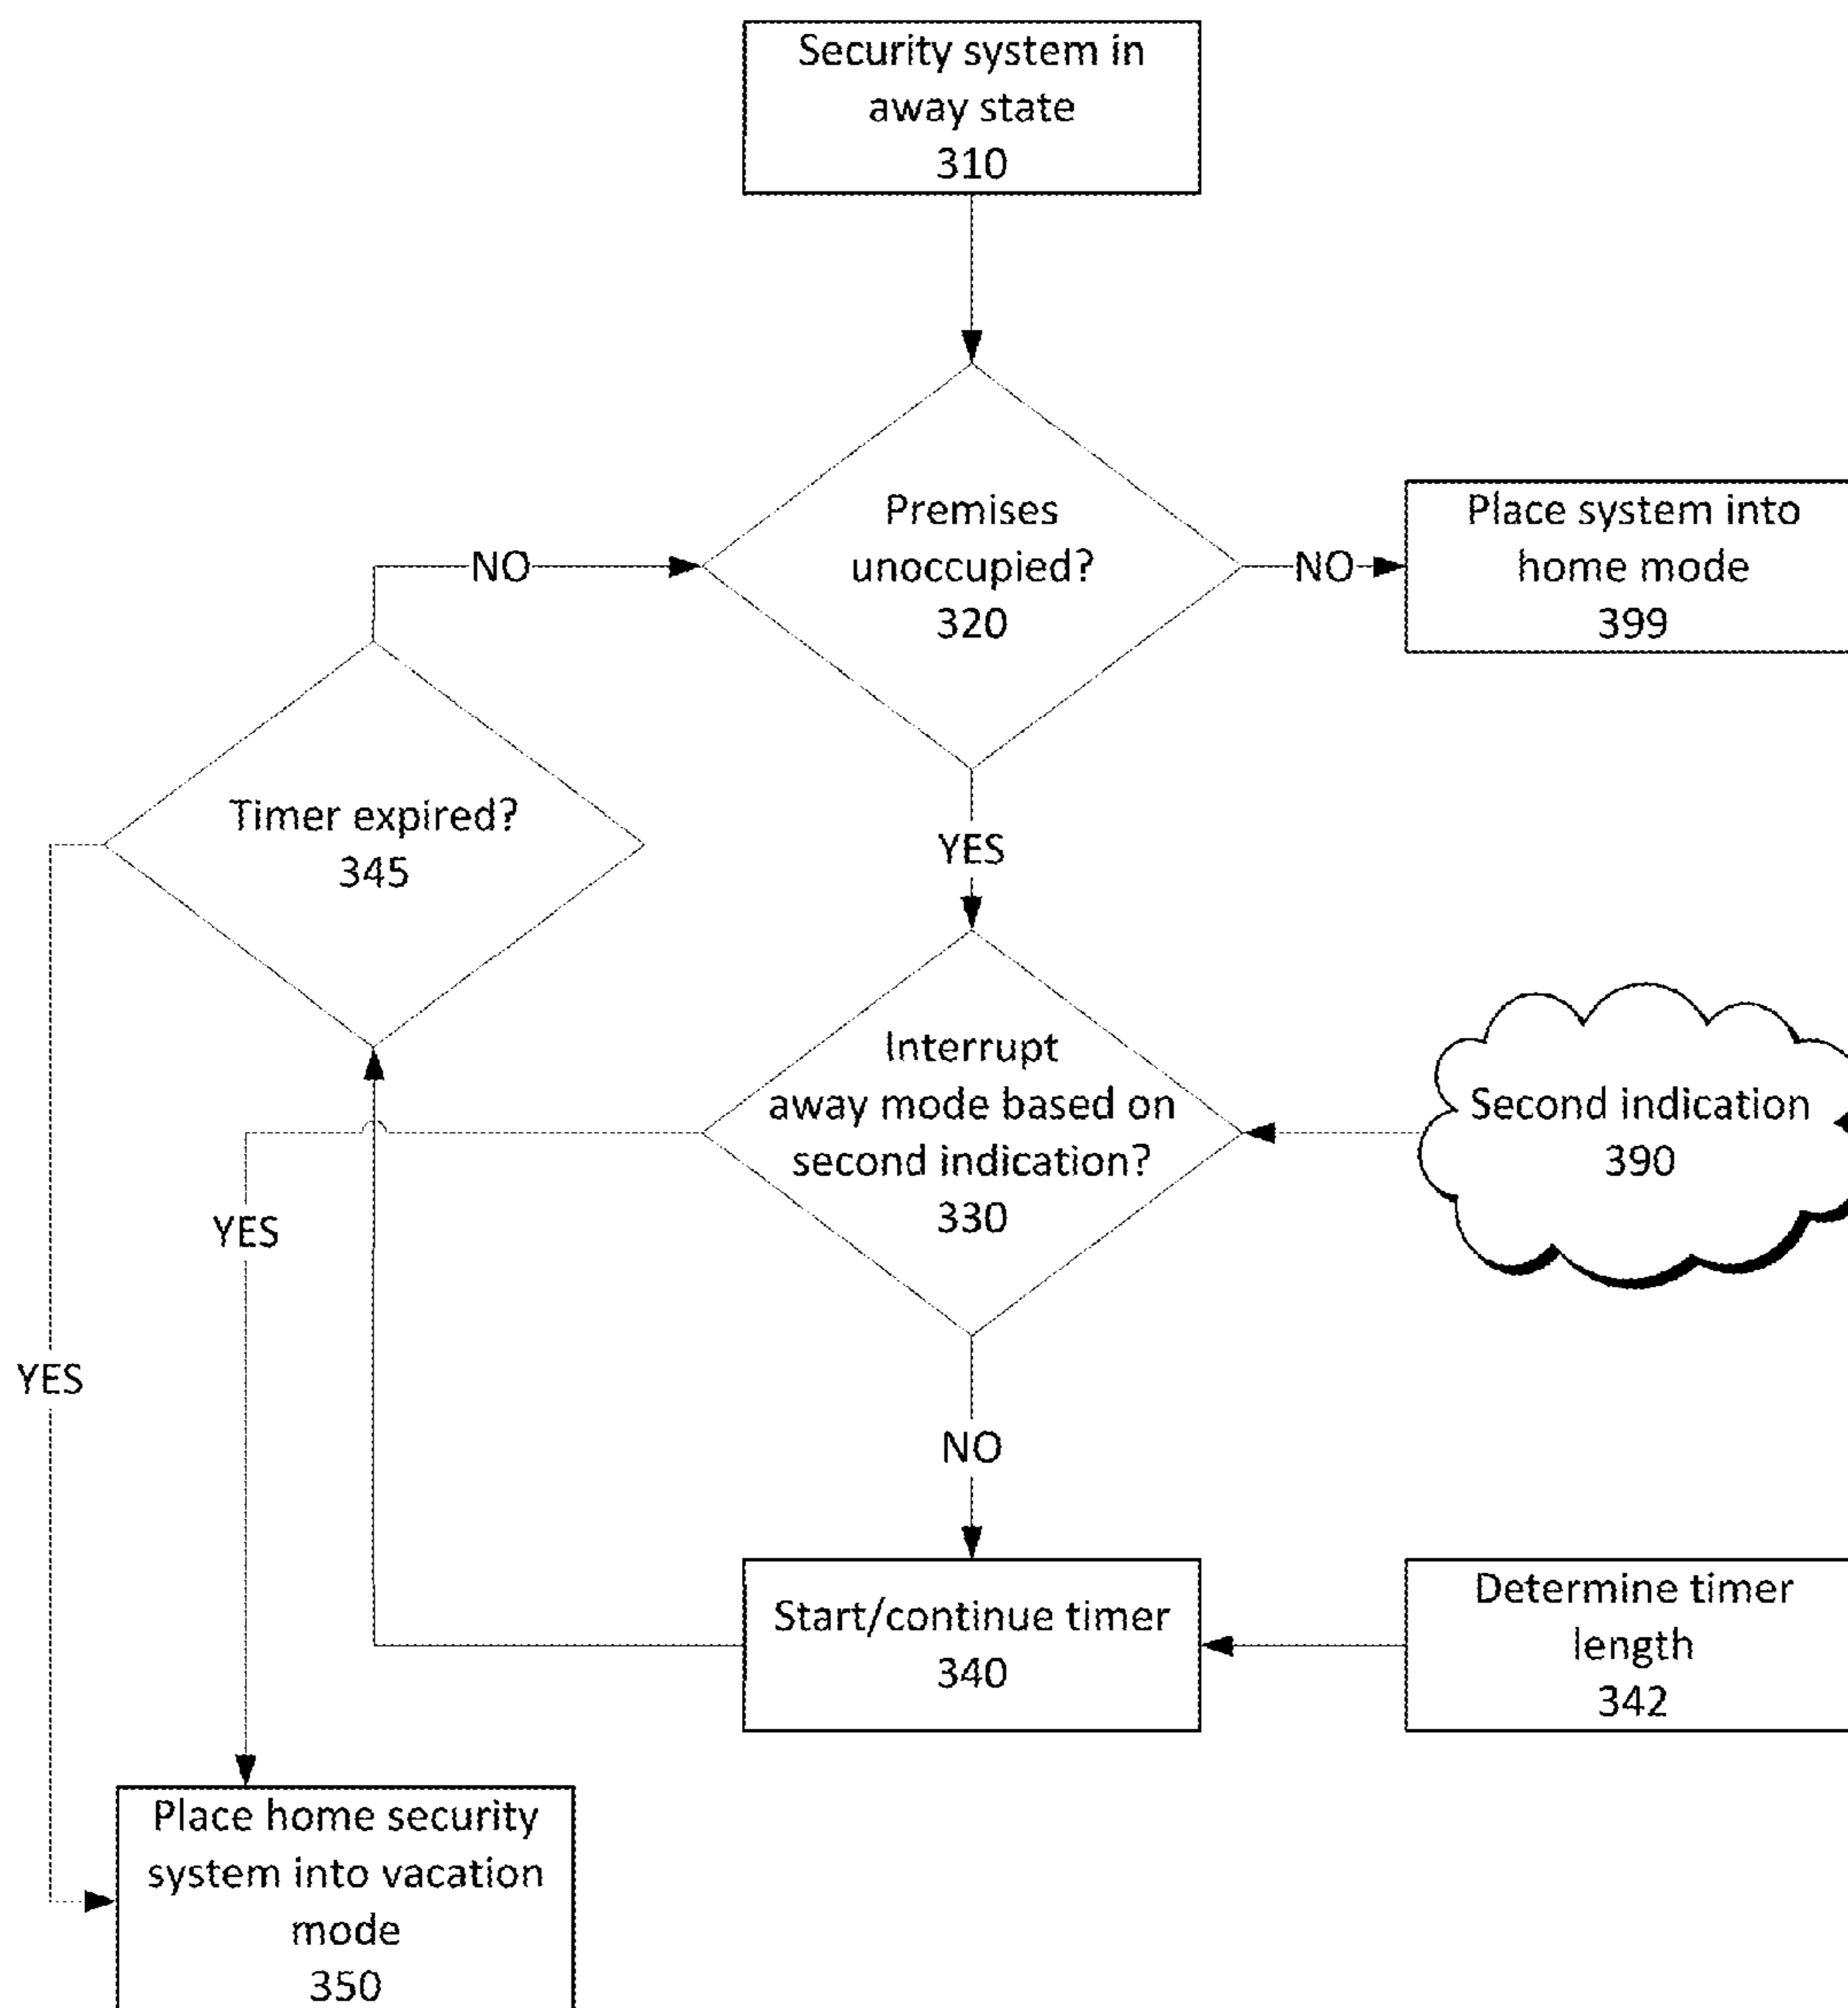 Security system in
away state
310
Premises
unoccupied?
320
NO
NO
Place system into
home mode
399
Timer expired?
345
YES
Interrupt
away mode based on
second indication?
330
Second indication
390
YES
YES
NO
Start/continue timer
340
Determine timer
length
342
Place home security
system into vacation
mode
350